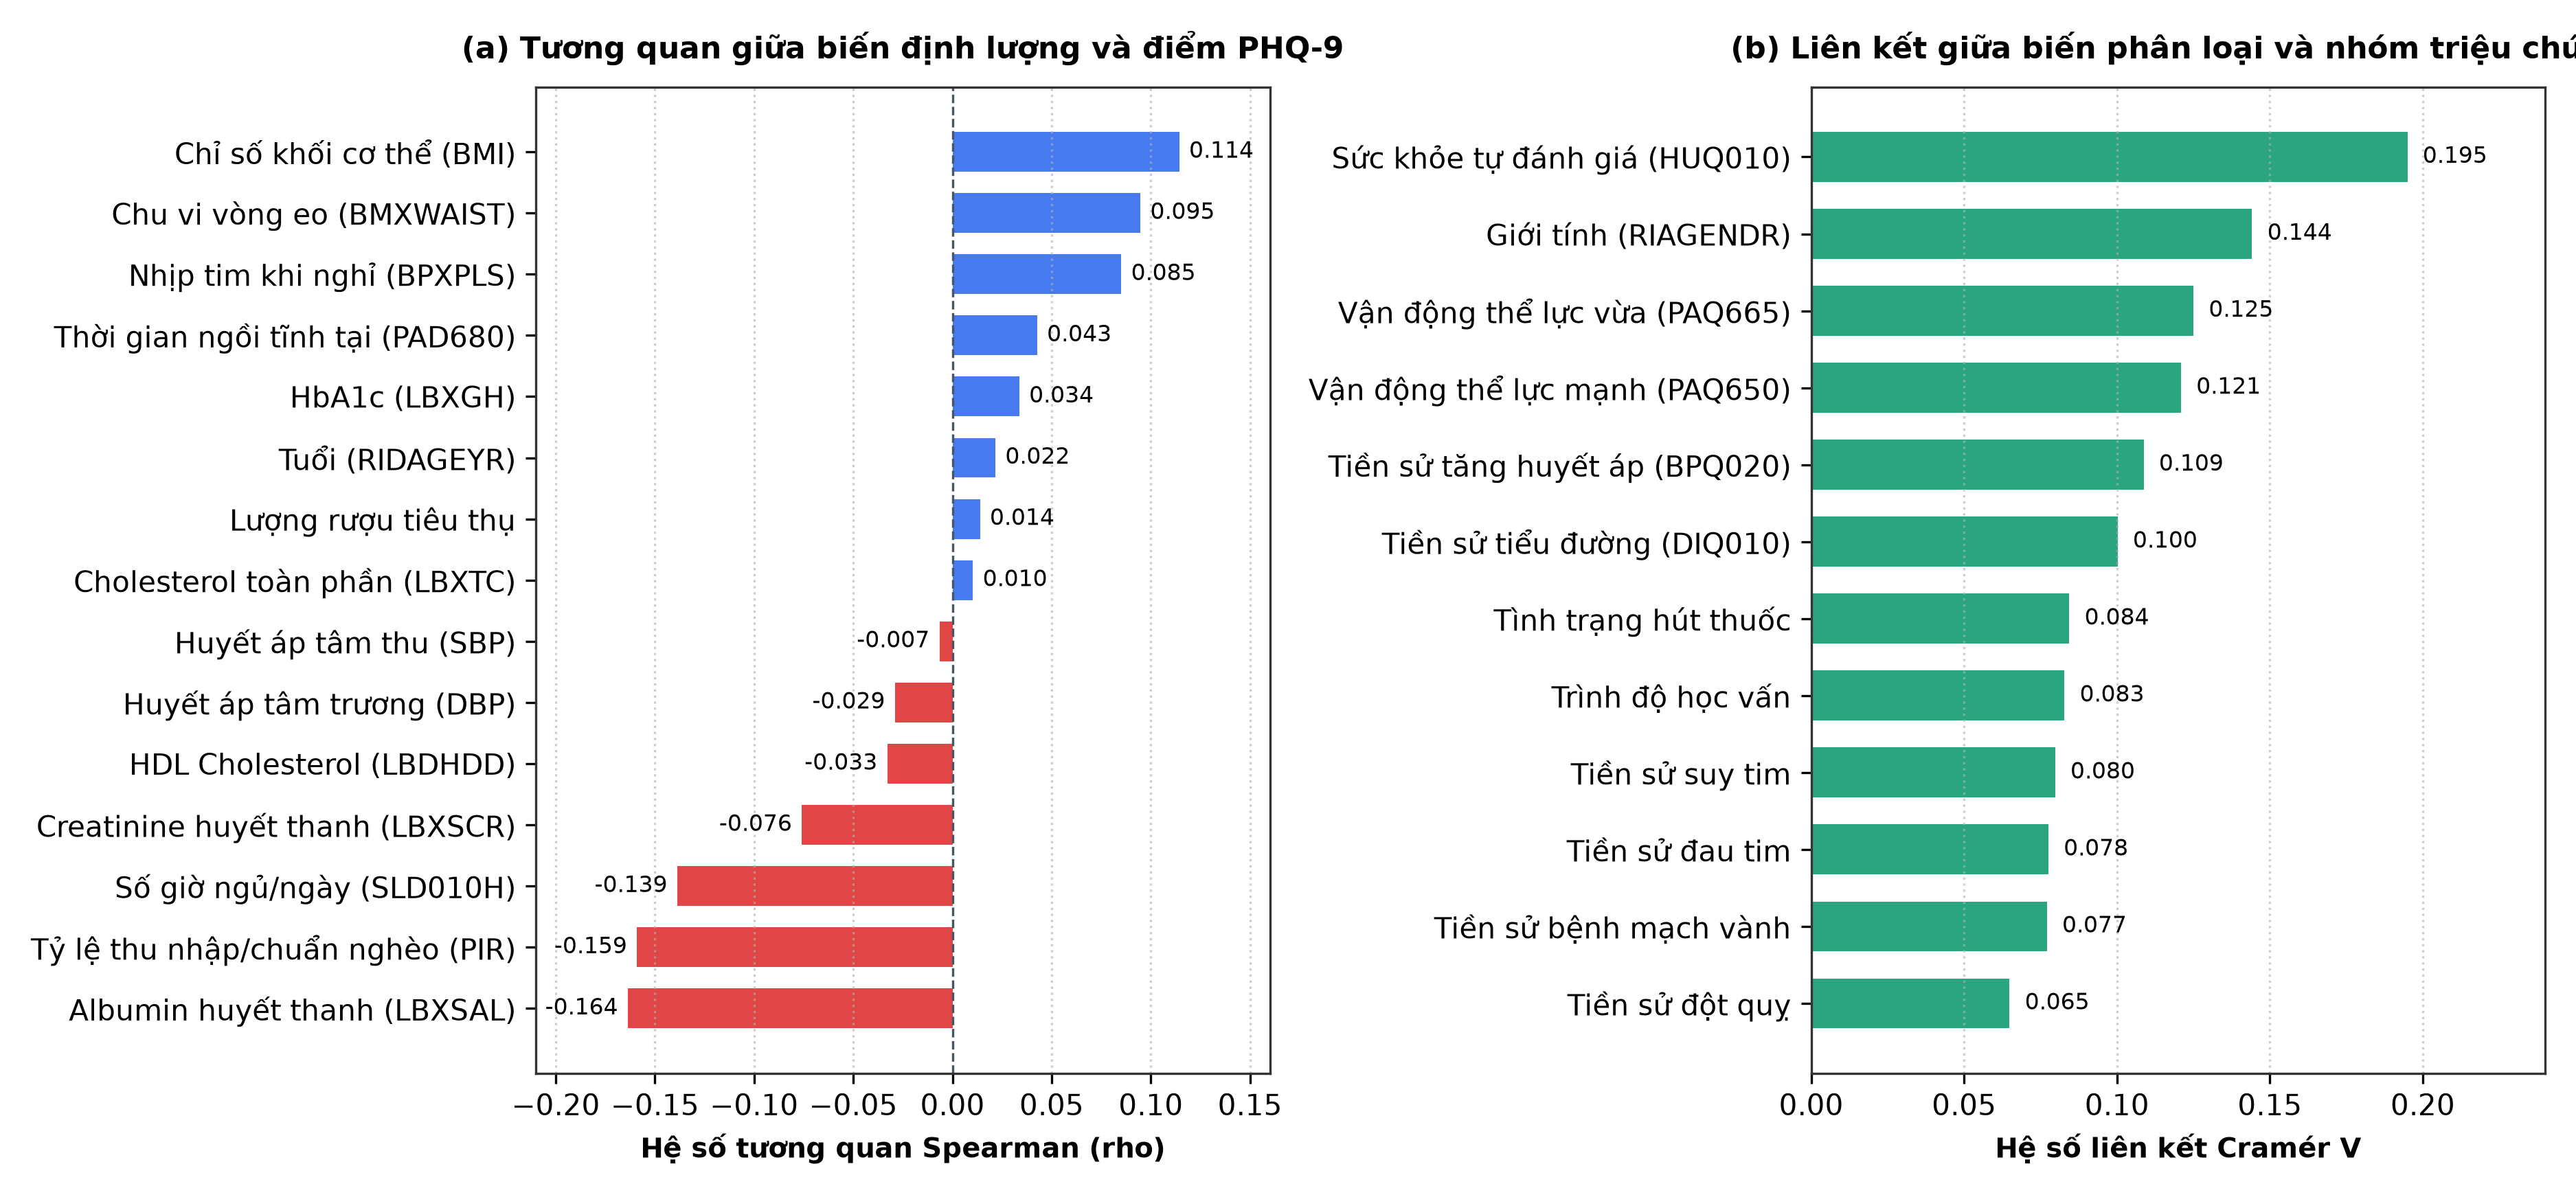 (a) Tương quan giữa biến định lượng và điểm PHQ-9
Chỉ số khối cơ thể (BMI) 0.114
Chu vi vòng eo (BMXWAIST) 0.095
Nhịp tim khi nghỉ (BPXPLS) 0.085
Thời gian ngồi tĩnh tại (PAD680) 0.043
HbA1c (LBXGH) 0.034
Tuổi (RIDAGEYR) 0.022
Lượng rượu tiêu thụ 0.014
Cholesterol toàn phần (LBXTC) 0.010
Huyết áp tâm thu (SBP) -0.007
Huyết áp tâm trương (DBP) -0.029
HDL Cholesterol (LBDHDD) -0.033
Creatinine huyết thanh (LBXSCR) -0.076
Số giờ ngủ/ngày (SLD010H) -0.139
Tỷ lệ thu nhập/chuẩn nghèo (PIR) -0.159
Albumin huyết thanh (LBXSAL) -0.164
−0.20 −0.15 −0.10 −0.05 0.00 0.05 0.10 0.15
Hệ số tương quan Spearman (rho)
(b) Liên kết giữa biến phân loại và nhóm triệu
Sức khỏe tự đánh giá (HUQ010) 0.195
Giới tính (RIAGENDR) 0.144
Vận động thể lực vừa (PAQ665) 0.125
Vận động thể lực mạnh (PAQ650) 0.121
Tiền sử tăng huyết áp (BPQ020) 0.109
Tiền sử tiểu đường (DIQ010) 0.100
Tình trạng hút thuốc 0.084
Trình độ học vấn 0.083
Tiền sử suy tim 0.080
Tiền sử đau tim 0.078
Tiền sử bệnh mạch vành 0.077
Tiền sử đột quỵ 0.065
0.00 0.05 0.10 0.15 0.20
Hệ số liên kết Cramér V